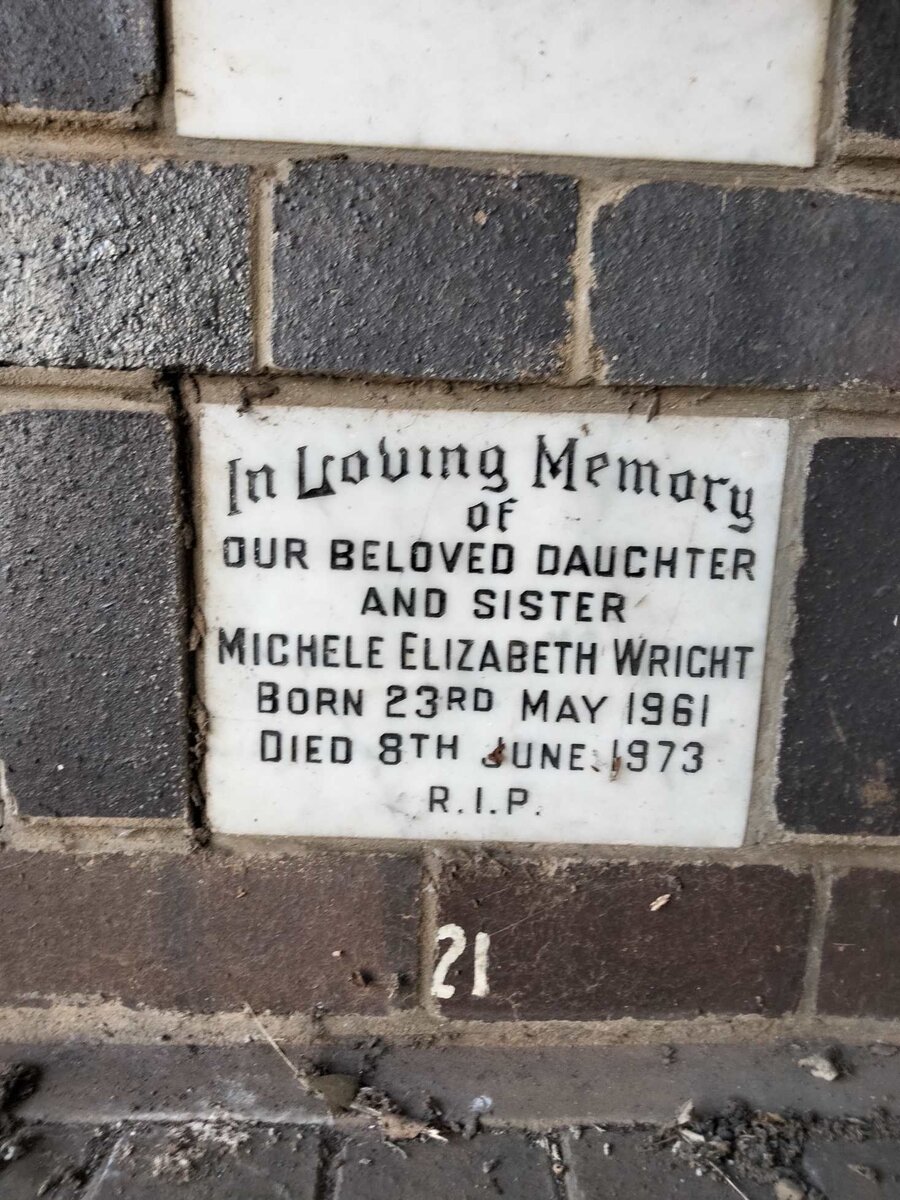 In Loving Memory
of
OUR BELOVED DAUGHTER
AND SISTER
MICHELE ELIZABETH WRIGHT
BORN 23RD MAY 1961
DIED 8TH JUNE 1973
R.I.P.
21